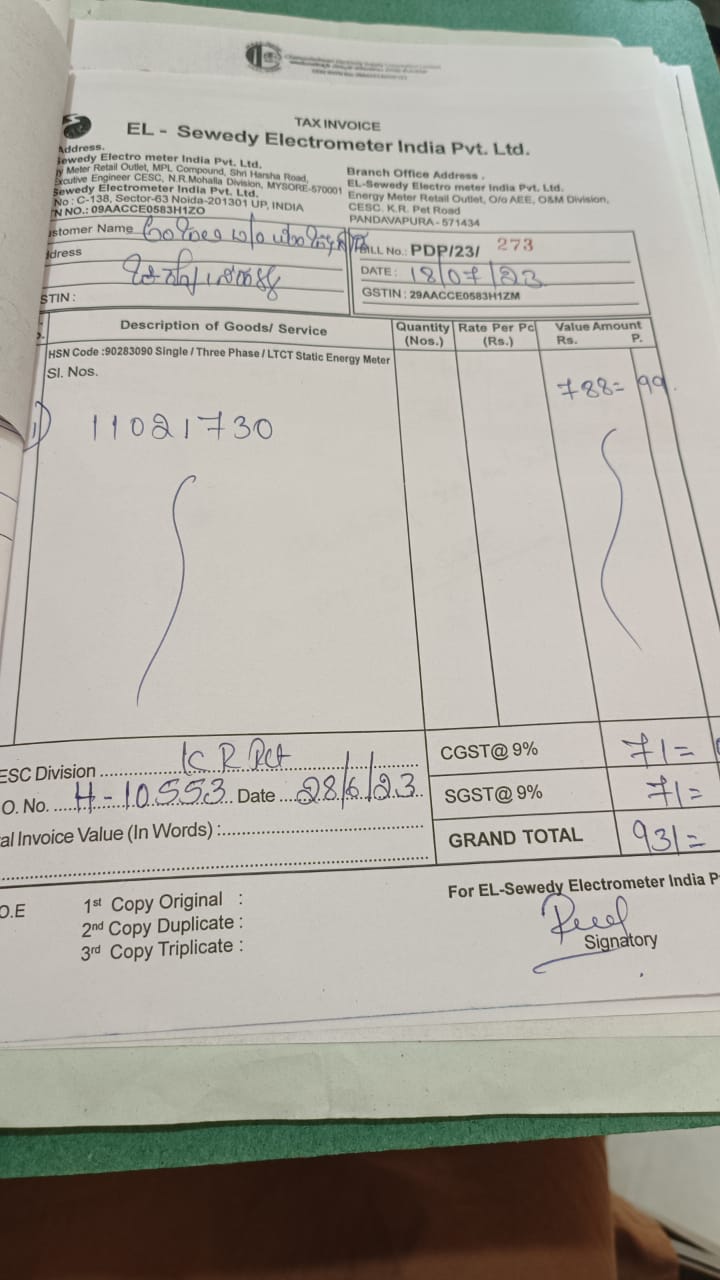 TAX INVOICE
EL - Sewedy Electrometer India Pvt. Ltd.
Address.
Sewedy Electro meter India Pvt. Ltd.
Meter Retail Outlet, MPL Compound, Shri Harsha Road,
Excutive Engineer CESC, N.R.Mohalla Division, MYSORE-570001
Sewedy Electrometer India Pvt. Ltd.
No : C-138, Sector-63 Noida-201301 UP, INDIA
NO.: 09AACCE0583H1ZO
Branch Office Address .
EL-Sewedy Electro meter India Pvt. Ltd.
Energy Meter Retail Outlet, O/o AEE, O&M Division,
CESC. K.R. Pet Road
PANDAVAPURA - 571434
stomer Name
dress
STIN :
BILL No.: PDP/23/ 273
DATE : 18/07/23
GSTIN : 29AACCE0583H1ZM
Description of Goods/ Service Quantity (Nos.) Rate Per Pc (Rs.) Value Amount Rs. P.
HSN Code :90283090 Single / Three Phase / LTCT Static Energy Meter
Sl. Nos.
788= 99
1) 11021730
ESC Division K R Pet
CGST@ 9% 71=
O. No. H-10553 Date 28/6/23
SGST@ 9% 71=
al Invoice Value (In Words) :
GRAND TOTAL 931=
O.E
1st Copy Original :
2nd Copy Duplicate :
3rd Copy Triplicate :
For EL-Sewedy Electrometer India P
Signatory